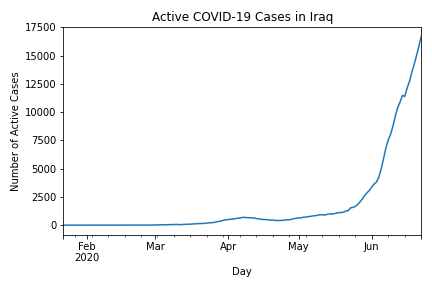 Active COVID-19 Cases in Iraq
17500
15000
12500
10000
7500
5000
2500
0
Number of Active Cases
Feb
2020
Mar
Apr
May
Jun
Day